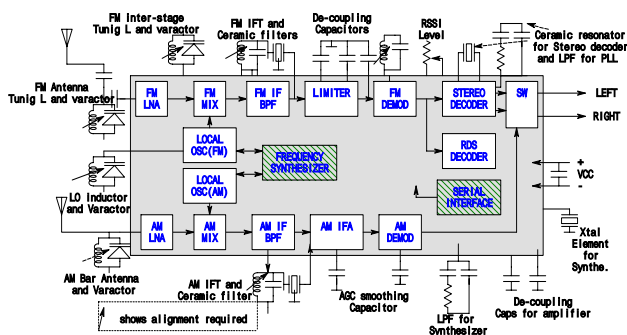 FM Inter-stage
Tunig L and varactor
FM IFT and
Ceramic filters
De-coupling
Capacitors
RSSI
Level
Ceramic resonator
for Stereo decoder
and LPF for PLL
FM Antenna
Tunig L and varactor
FM
LNA
FM
MIX
FM IF
BPF
LIMITER
FM
DEMOD
STEREO
DECODER
SW
LEFT
RIGHT
LOCAL
OSC(FM)
FREQUENCY
SYNTHESIZER
RDS
DECODER
LOCAL
OSC(AM)
SERIAL
INTERFACE
+
VCC
-
LO Inductor
and Varactor
AM
LNA
AM
MIX
AM IF
BPF
AM IFA
AM
DEMOD
Xtal
Element
for
Synthe.
AM Bar Antenna
and Varactor
AM IFT and
Ceramic filter
AGC smoothing
Capacitor
LPF for
Synthesizer
De-coupling
Caps for amplifier
shows alignment required